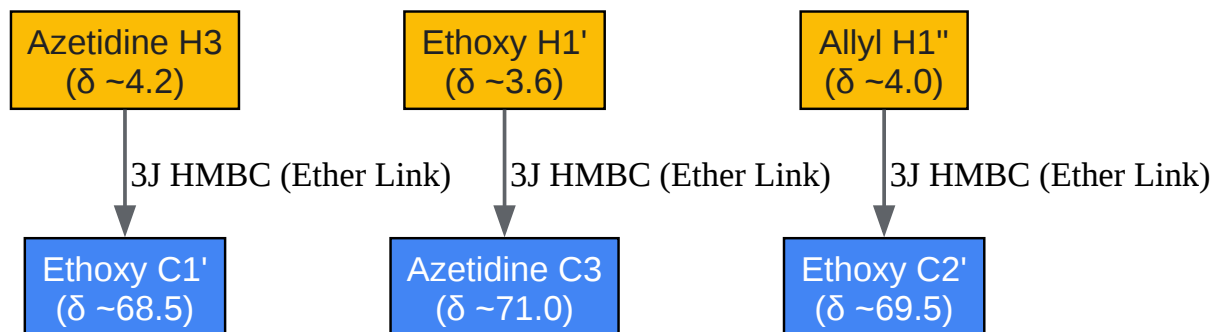 Azetidine H3
(δ ~4.2)
Ethoxy H1'
(δ ~3.6)
Allyl H1"
(δ ~4.0)
3J HMBC (Ether Link)
3J HMBC (Ether Link)
3J HMBC (Ether Link)
Ethoxy C1'
(δ ~68.5)
Azetidine C3
(δ ~71.0)
Ethoxy C2'
(δ ~69.5)